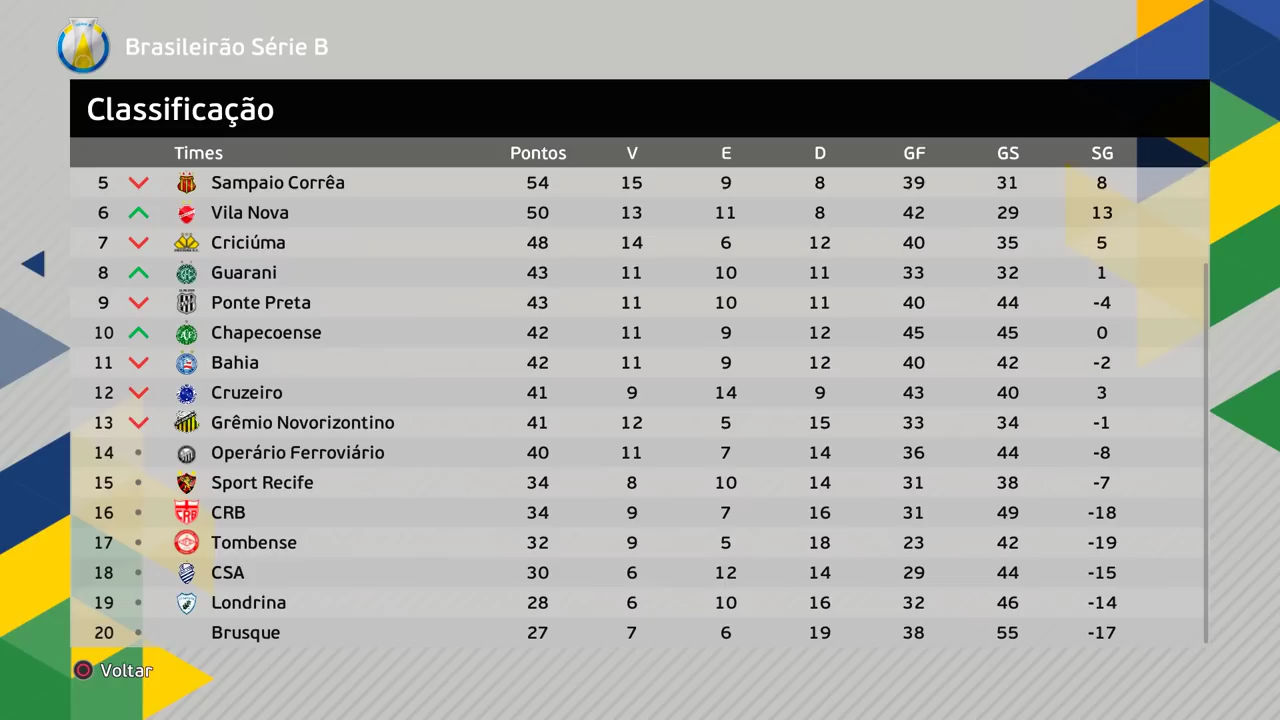 Brasileirão Série B
Classificação
Times Pontos V E D GF GS SG
5 Sampaio Corrêa 54 15 9 8 39 31 8
6 Vila Nova 50 13 11 8 42 29 13
7 Criciúma 48 14 6 12 40 35 5
8 Guarani 43 11 10 11 33 32 1
9 Ponte Preta 43 11 10 11 40 44 -4
10 Chapecoense 42 11 9 12 45 45 0
11 Bahia 42 11 9 12 40 42 -2
12 Cruzeiro 41 9 14 9 43 40 3
13 Grêmio Novorizontino 41 12 5 15 33 34 -1
14 Operário Ferroviário 40 11 7 14 36 44 -8
15 Sport Recife 34 8 10 14 31 38 -7
16 CRB 34 9 7 16 31 49 -18
17 Tombense 32 9 5 18 23 42 -19
18 CSA 30 6 12 14 29 44 -15
19 Londrina 28 6 10 16 32 46 -14
20 Brusque 27 7 6 19 38 55 -17
Voltar